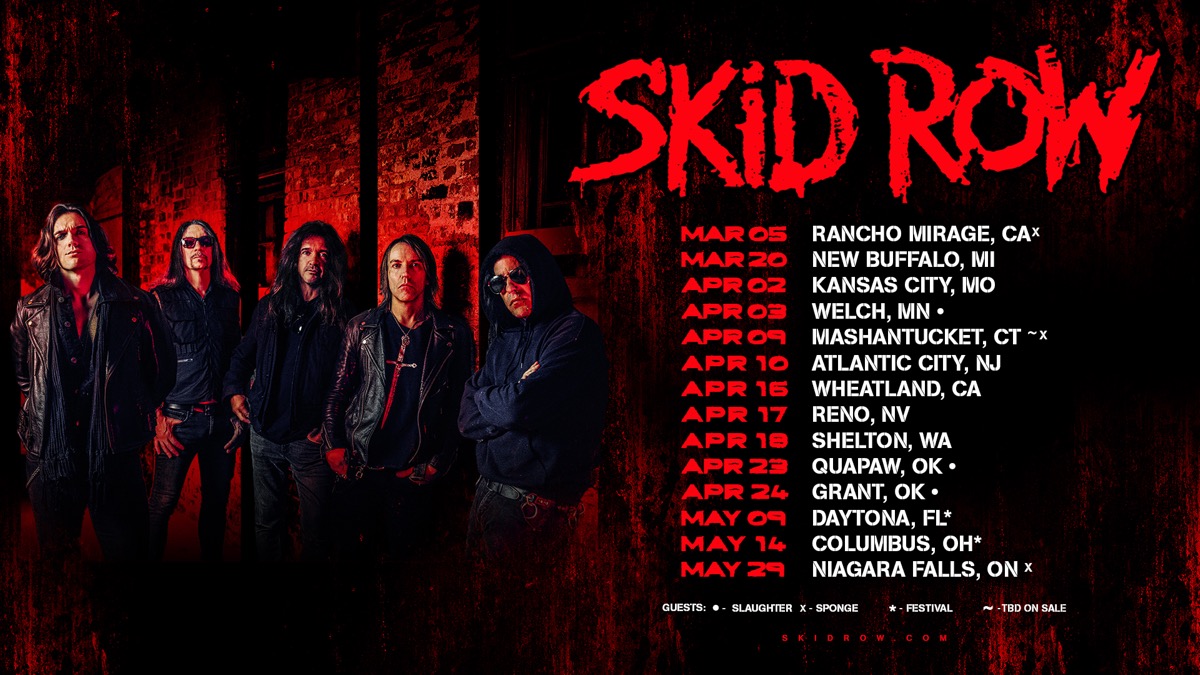 SKiD ROW
MAR 05 RANCHO MIRAGE, CAˣ
MAR 20 NEW BUFFALO, MI
APR 02 KANSAS CITY, MO
APR 03 WELCH, MN •
APR 09 MASHANTUCKET, CT ~ˣ
APR 10 ATLANTIC CITY, NJ
APR 16 WHEATLAND, CA
APR 17 RENO, NV
APR 18 SHELTON, WA
APR 23 QUAPAW, OK •
APR 24 GRANT, OK •
MAY 09 DAYTONA, FL*
MAY 14 COLUMBUS, OH*
MAY 29 NIAGARA FALLS, ON ˣ
GUESTS: • - SLAUGHTER X - SPONGE * - FESTIVAL ~ -TBD ON SALE
SKIDROW.COM